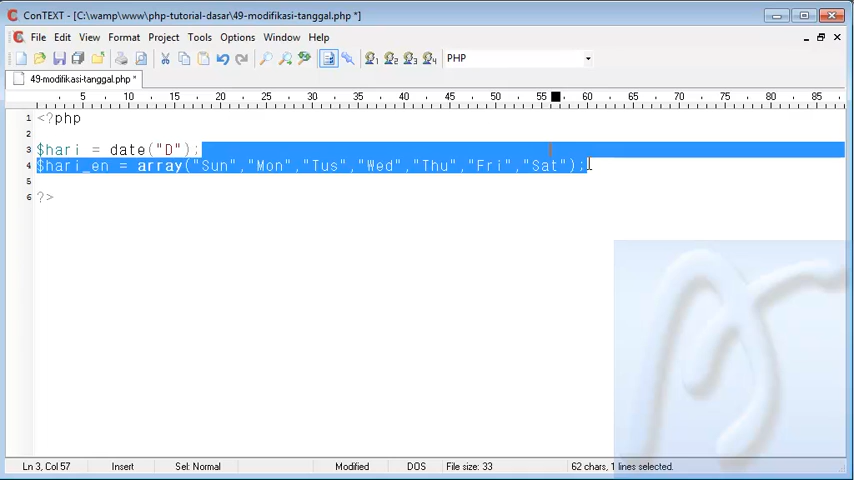 ConTEXT - [C:\wamp\www\php-tutorial-dasar\49-modifikasi-tanggal.php *]
File Edit View Format Project Tools Options Window Help
1 2 3 4 PHP
49-modifikasi-tanggal.php *
5 10 15 20 25 30 35 40 45 50 55 60 65 70 75 80 85
1 <?php
2
3 $hari = date("D");
4 $hari_en = array("Sun","Mon","Tus","Wed","Thu","Fri","Sat");
5
6 ?>
Ln 3, Col 57 Insert Sel: Normal Modified DOS File size: 33 62 chars, 1 lines selected.